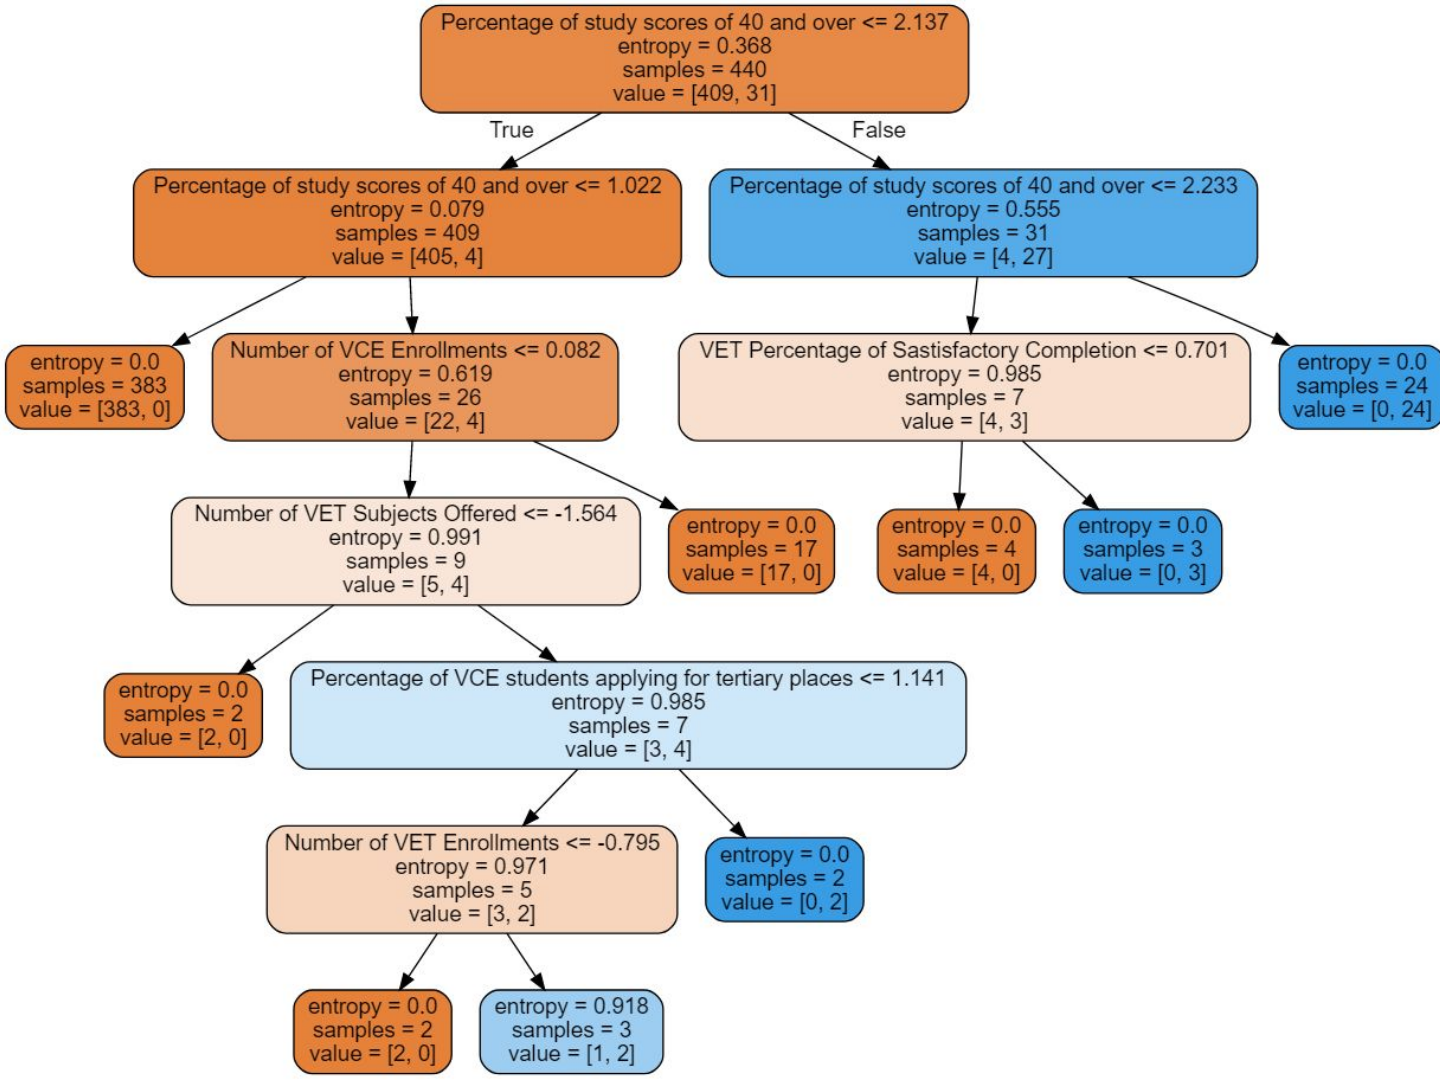 Percentage of study scores of 40 and over <= 2.137
entropy = 0.368
samples = 440
value = [409, 31]
True
False
Percentage of study scores of 40 and over <= 1.022
entropy = 0.079
samples = 409
value = [405, 4]
Percentage of study scores of 40 and over <= 2.233
entropy = 0.555
samples = 31
value = [4, 27]
entropy = 0.0
samples = 383
value = [383, 0]
Number of VCE Enrollments <= 0.082
entropy = 0.619
samples = 26
value = [22, 4]
VET Percentage of Sastisfactory Completion <= 0.701
entropy = 0.985
samples = 7
value = [4, 3]
entropy = 0.0
samples = 24
value = [0, 24]
Number of VET Subjects Offered <= -1.564
entropy = 0.991
samples = 9
value = [5, 4]
entropy = 0.0
samples = 17
value = [17, 0]
entropy = 0.0
samples = 4
value = [4, 0]
entropy = 0.0
samples = 3
value = [0, 3]
entropy = 0.0
samples = 2
value = [2, 0]
Percentage of VCE students applying for tertiary places <= 1.141
entropy = 0.985
samples = 7
value = [3, 4]
Number of VET Enrollments <= -0.795
entropy = 0.971
samples = 5
value = [3, 2]
entropy = 0.0
samples = 2
value = [0, 2]
entropy = 0.0
samples = 2
value = [2, 0]
entropy = 0.918
samples = 3
value = [1, 2]